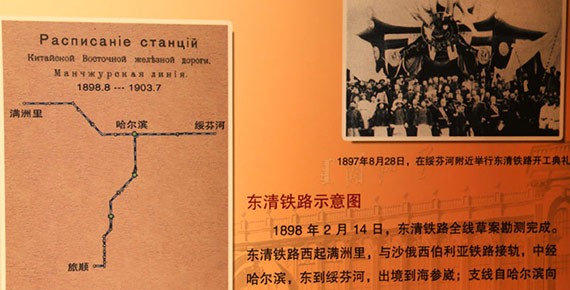 Росписаніе станцій
Китайской Восточной желѣзной дороги.
Манчжурская линія.
1898.8 --- 1903.7
满洲里
哈尔滨
绥芬河
旅顺
1897年8月28日，在绥芬河附近举行东清铁路开工典礼
东清铁路示意图
1898 年 2 月 14 日，东清铁路全线草案勘测完成。
东清铁路西起满洲里，与沙俄西伯利亚铁路接轨，中经
哈尔滨，东到绥芬河，出境到海参崴；支线自哈尔滨向